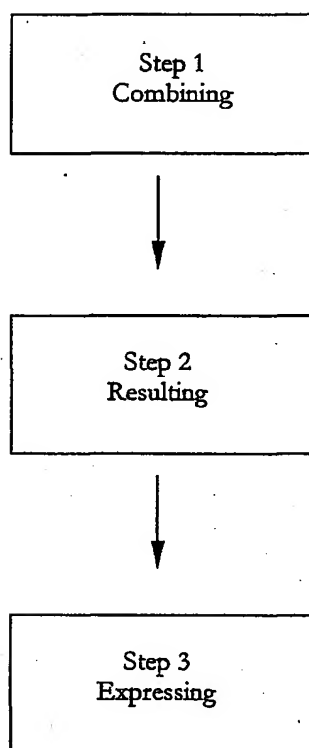 Step 1
Combining
Step 2
Resulting
Step 3
Expressing